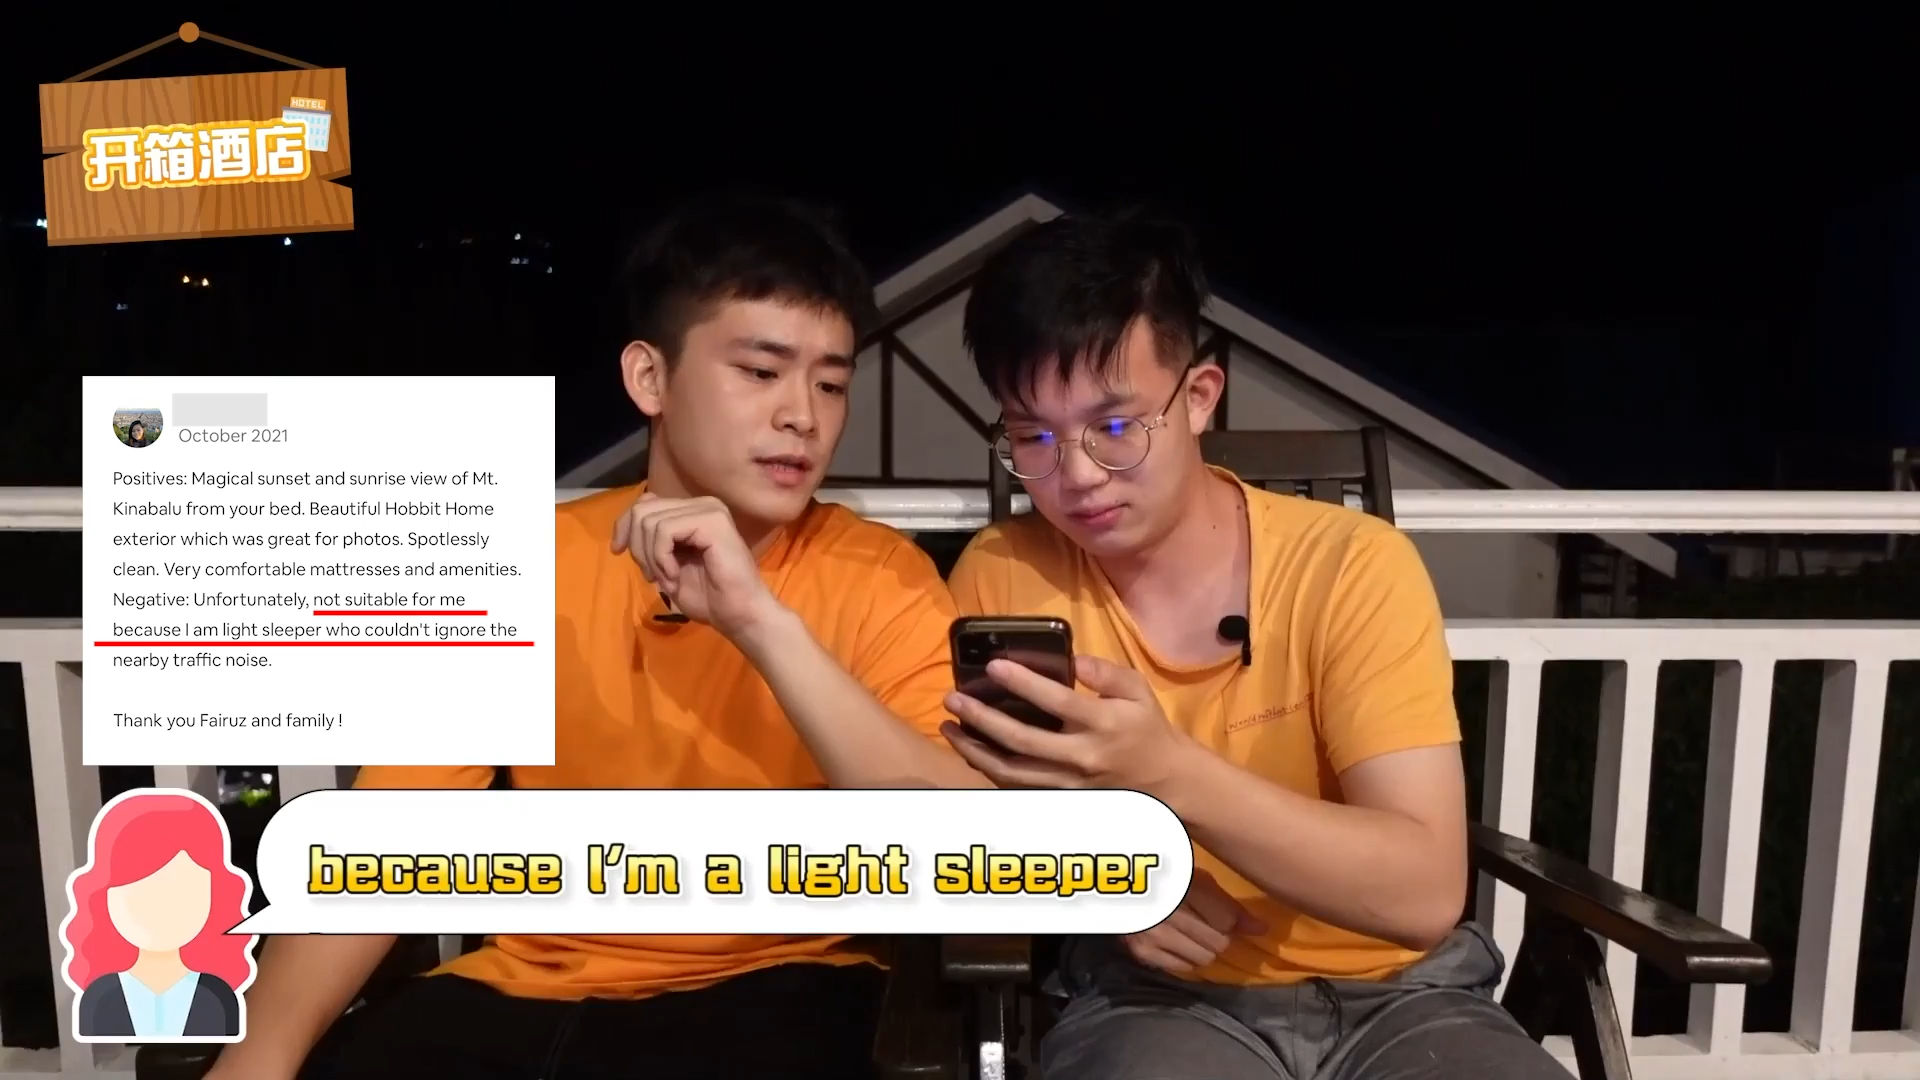 HOTEL
开箱酒店
October 2021
Positives: Magical sunset and sunrise view of Mt.
Kinabalu from your bed. Beautiful Hobbit Home
exterior which was great for photos. Spotlessly
clean. Very comfortable mattresses and amenities.
Negative: Unfortunately, not suitable for me
because I am light sleeper who couldn't ignore the
nearby traffic noise.
Thank you Fairuz and family !
because I'm a light sleeper